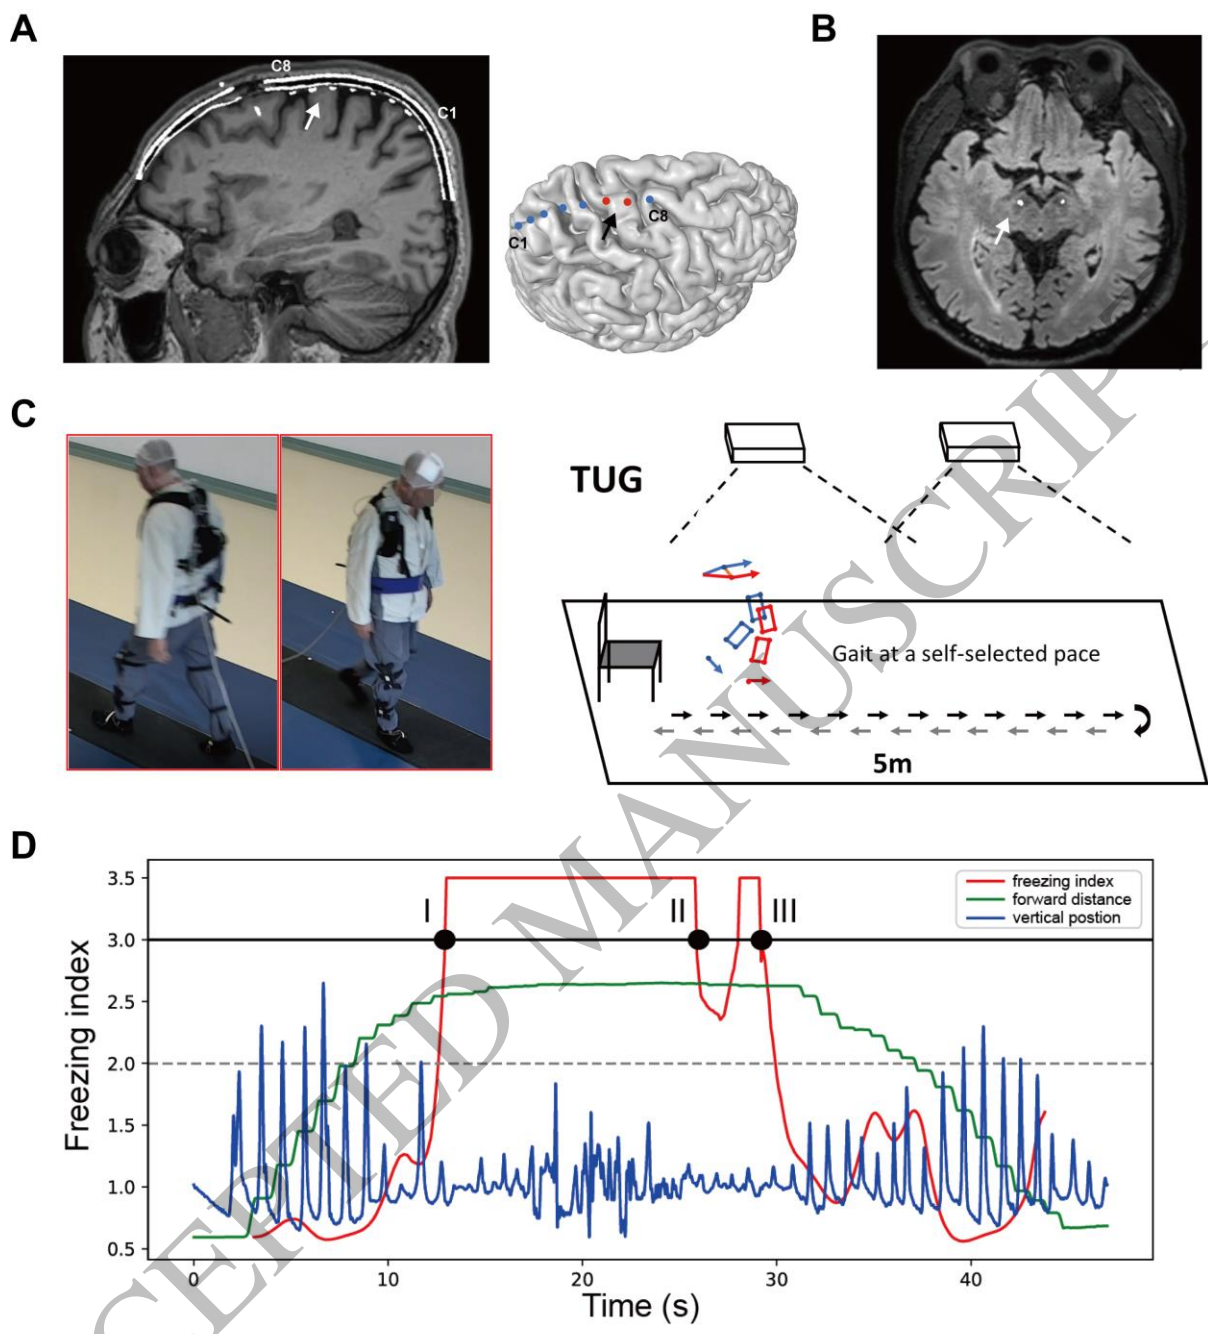 A
C8
C1
C1
C8
B
C
TUG
Gait at a self-selected pace
5m
D
3.5
3.0
2.5
2.0
1.5
1.0
0.5
Freezing index
I
II
III
freezing index
forward distance
vertical postion
0
10
20
30
40
Time (s)
CEPTED MANUSCRIP